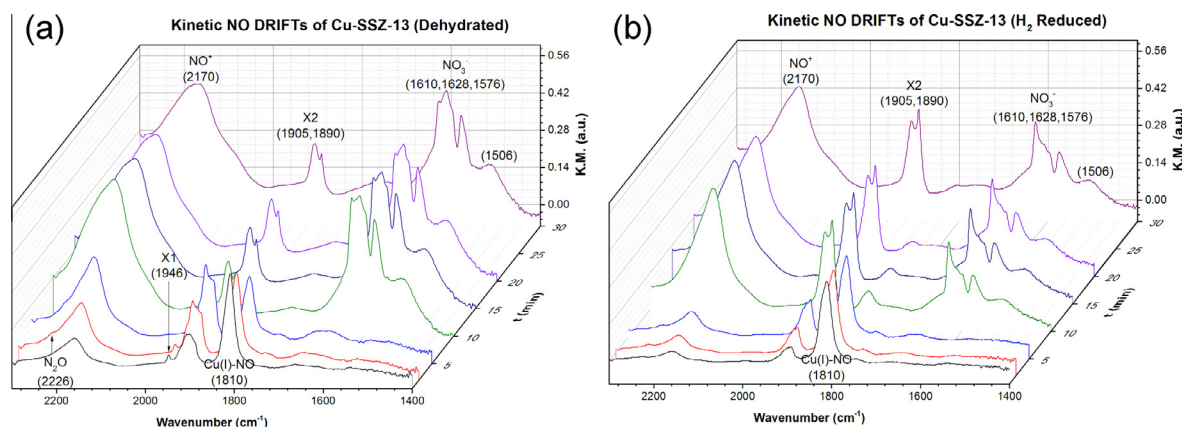 (a)
Kinetic NO DRIFTs of Cu-SSZ-13 (Dehydrated)
NO⁺
(2170)
X2
(1905,1890)
NO₃⁻
(1610,1628,1576)
(1506)
X1
(1946)
N₂O
(2226)
Cu(I)-NO
(1810)
0.56
0.42
0.28
0.14
0.00
K.M. (a.u.)
30
25
20
15
10
5
t (min)
2200
2000
1800
1600
1400
Wavenumber (cm⁻¹)
(b)
Kinetic NO DRIFTs of Cu-SSZ-13 (H₂ Reduced)
NO⁺
(2170)
X2
(1905,1890)
NO₃⁻
(1610,1628,1576)
(1506)
Cu(I)-NO
(1810)
0.56
0.42
0.28
0.14
0.00
K.M. (a.u.)
30
25
20
15
10
5
t (min)
2200
2000
1800
1600
1400
Wavenumber (cm⁻¹)